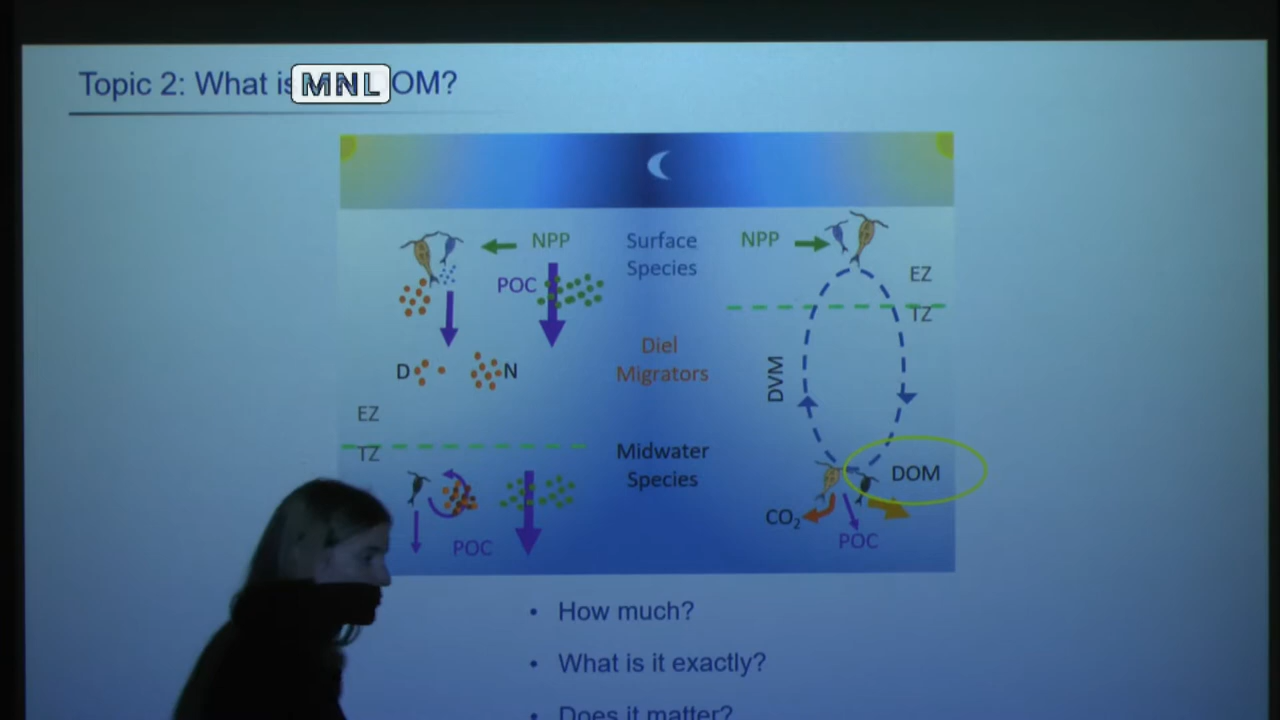 Topic 2: What is MNL OM?
NPP
Surface
Species
NPP
EZ
POC
TZ
D
N
Diel
Migrators
DVM
EZ
TZ
Midwater
Species
DOM
CO₂
POC
POC
• How much?
• What is it exactly?
• Does it matter?